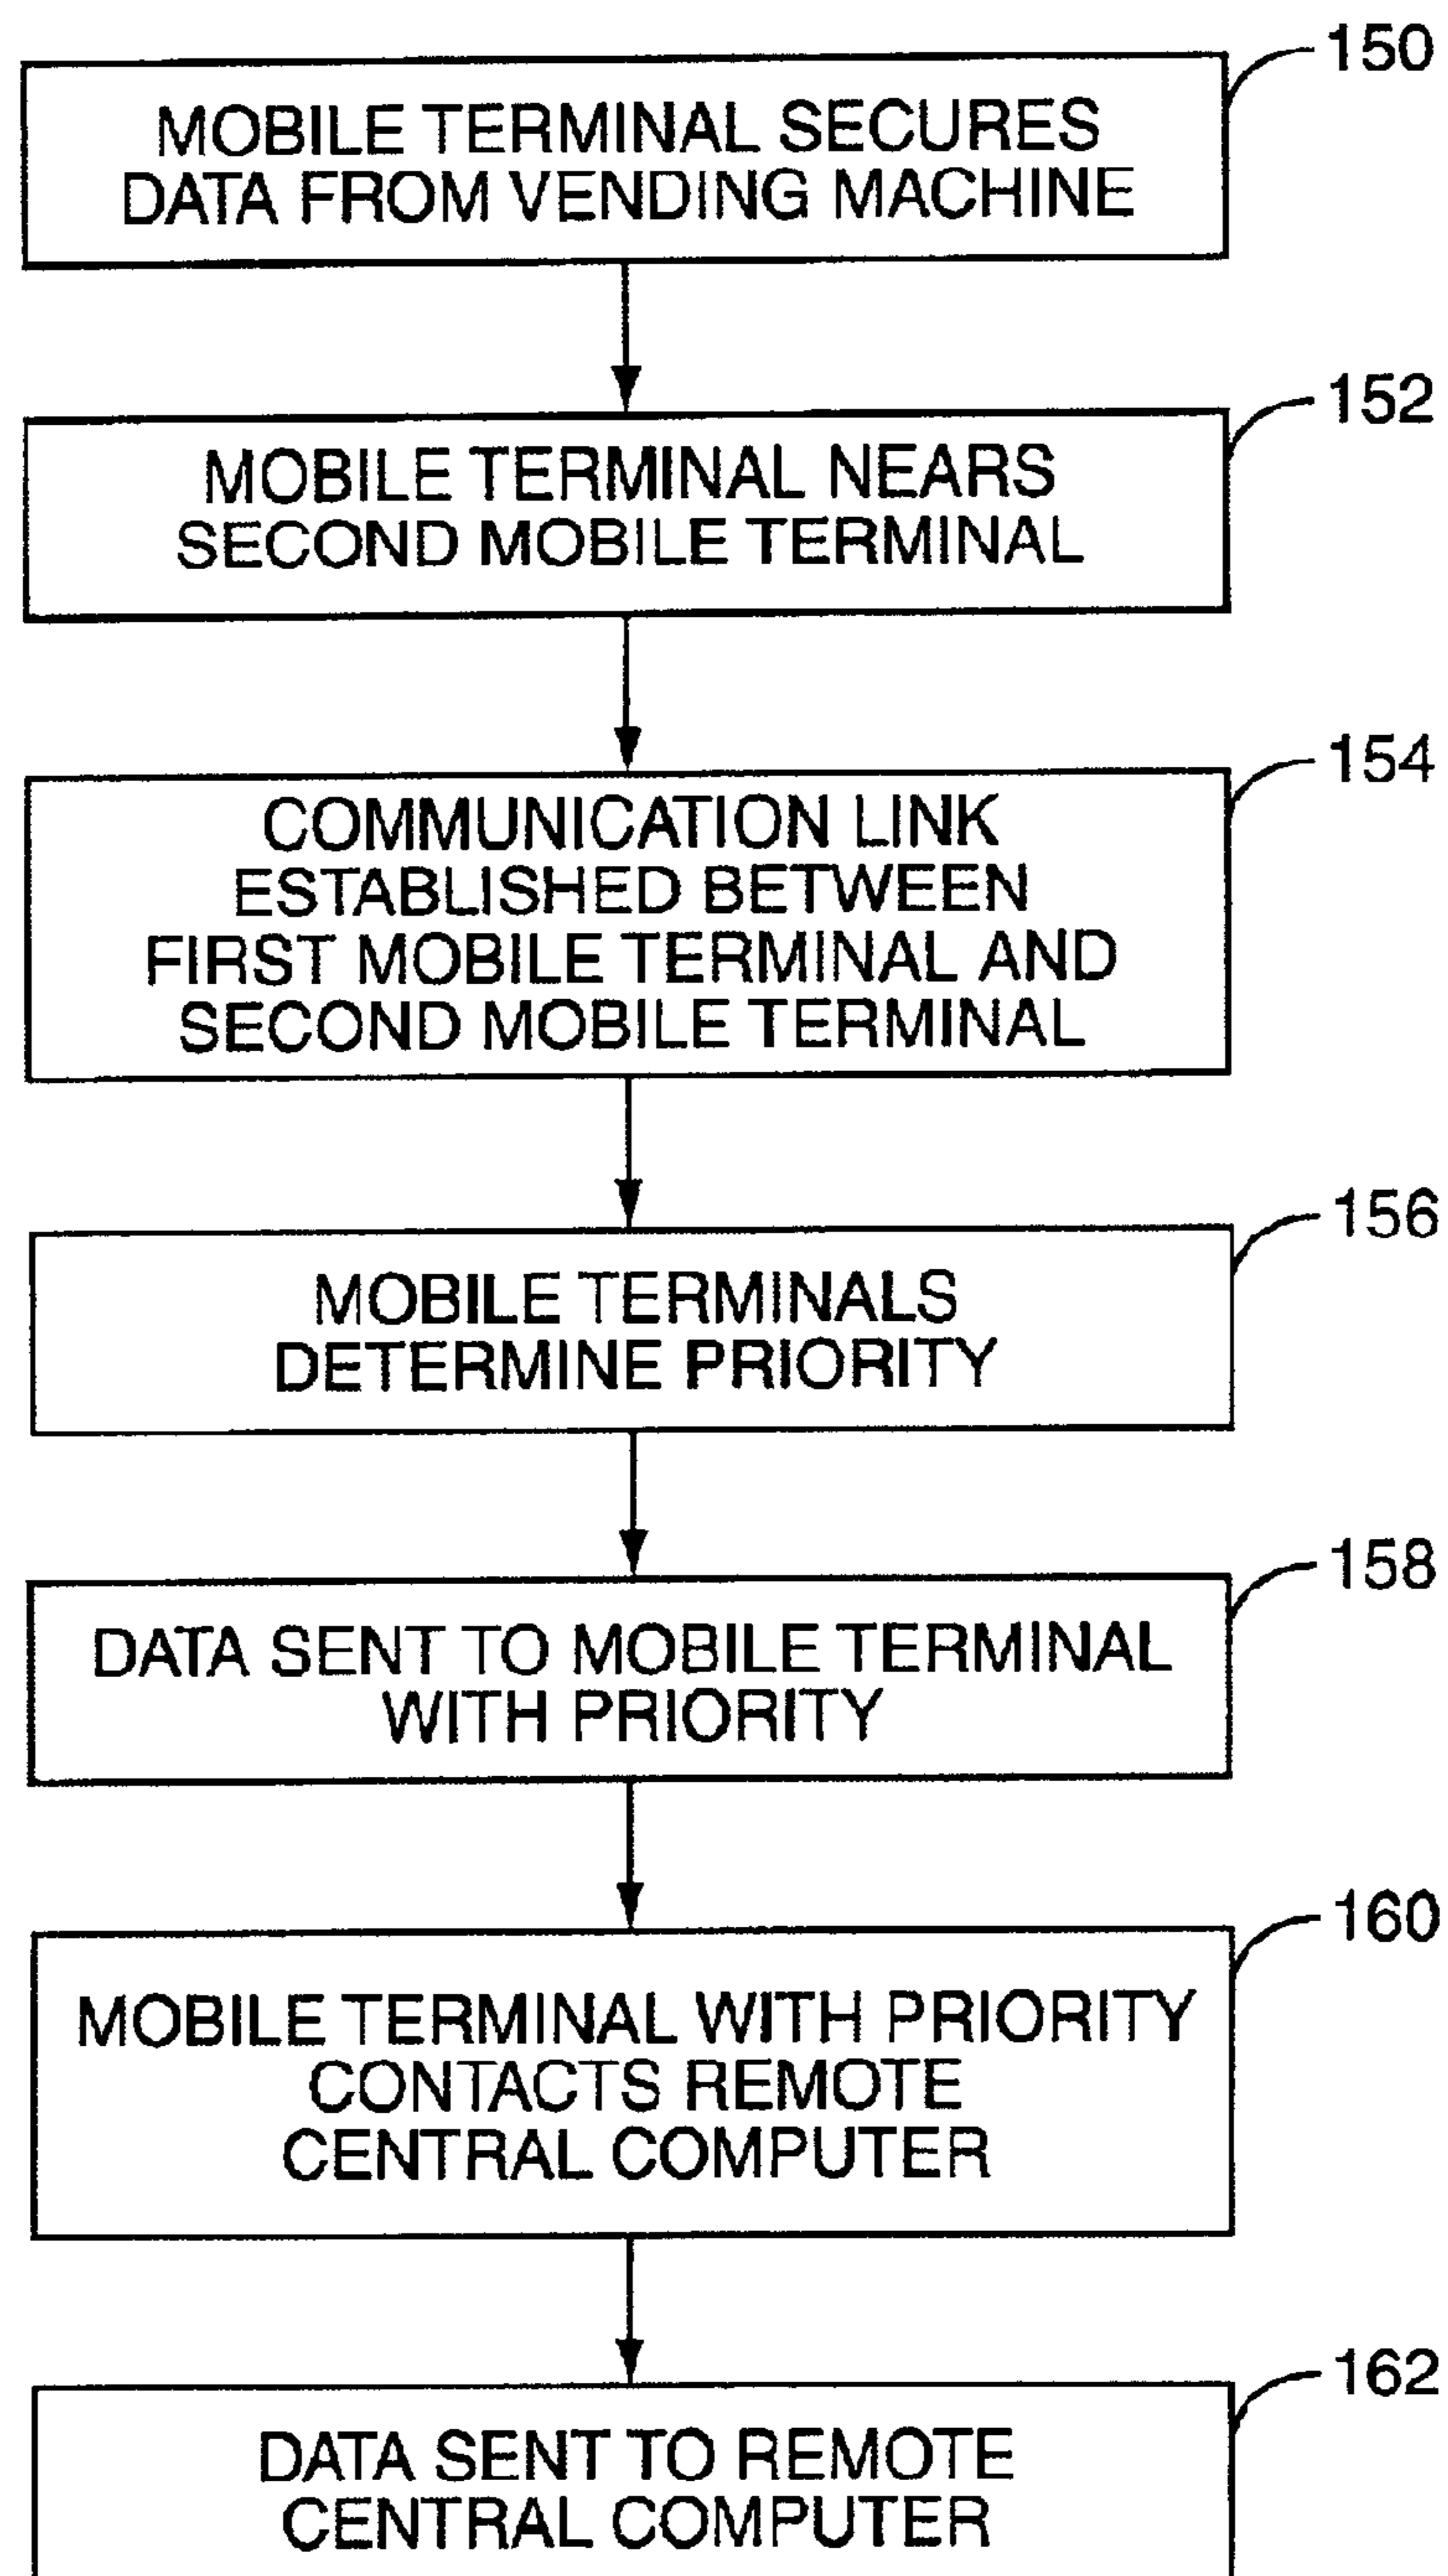 150
MOBILE TERMINAL SECURES
DATA FROM VENDING MACHINE
152
MOBILE TERMINAL NEARS
SECOND MOBILE TERMINAL
154
COMMUNICATION LINK
ESTABLISHED BETWEEN
FIRST MOBILE TERMINAL AND
SECOND MOBILE TERMINAL
156
MOBILE TERMINALS
DETERMINE PRIORITY
158
DATA SENT TO MOBILE TERMINAL
WITH PRIORITY
160
MOBILE TERMINAL WITH PRIORITY
CONTACTS REMOTE
CENTRAL COMPUTER
162
DATA SENT TO REMOTE
CENTRAL COMPUTER